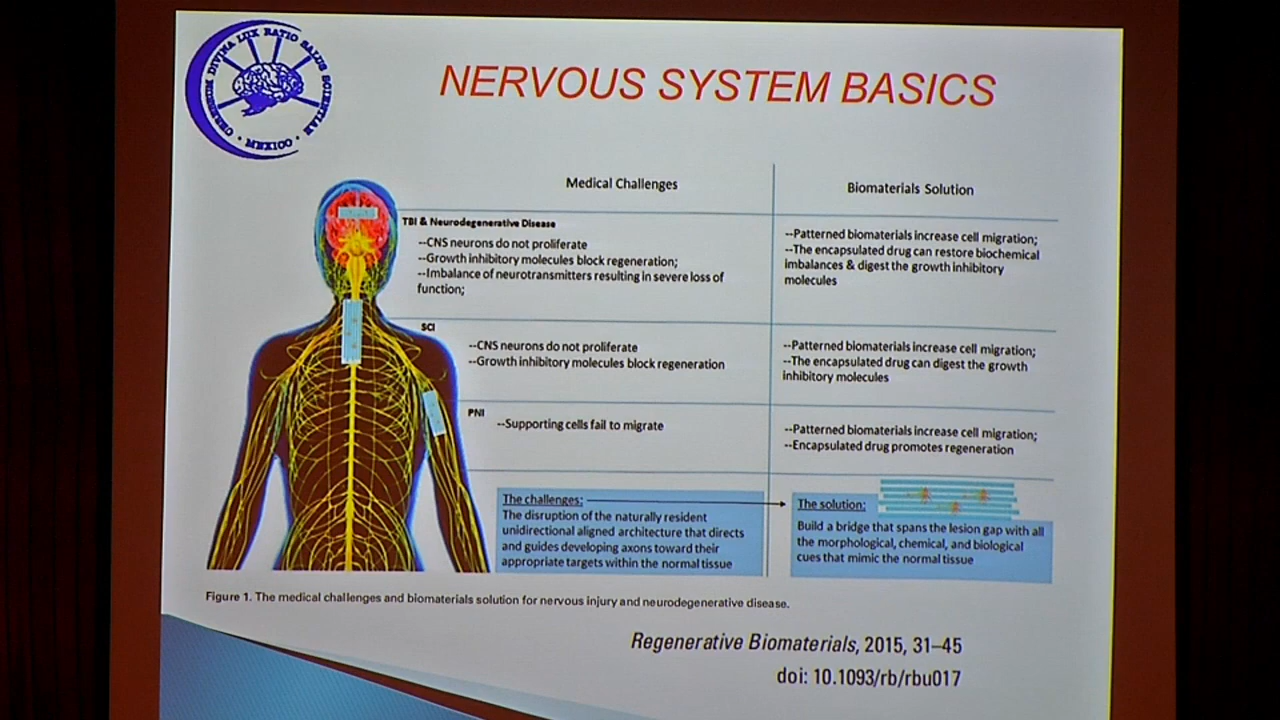 CEREBRUM DIVINA LUX RATIO SALUS SCIENTIAE
• MEXICO •
NERVOUS SYSTEM BASICS
Medical Challenges
Biomaterials Solution
TBI & Neurodegenerative Disease
--CNS neurons do not proliferate
--Growth inhibitory molecules block regeneration;
--Imbalance of neurotransmitters resulting in severe loss of
function;
--Patterned biomaterials increase cell migration;
--The encapsulated drug can restore biochemical
imbalances & digest the growth inhibitory
molecules
SCI
--CNS neurons do not proliferate
--Growth inhibitory molecules block regeneration
--Patterned biomaterials increase cell migration;
--The encapsulated drug can digest the growth
inhibitory molecules
PNI
--Supporting cells fail to migrate
--Patterned biomaterials increase cell migration;
--Encapsulated drug promotes regeneration
The challenges:
The disruption of the naturally resident
unidirectional aligned architecture that directs
and guides developing axons toward their
appropriate targets within the normal tissue
The solution:
Build a bridge that spans the lesion gap with all
the morphological, chemical, and biological
cues that mimic the normal tissue
Figure 1. The medical challenges and biomaterials solution for nervous injury and neurodegenerative disease.
Regenerative Biomaterials, 2015, 31–45
doi: 10.1093/rb/rbu017